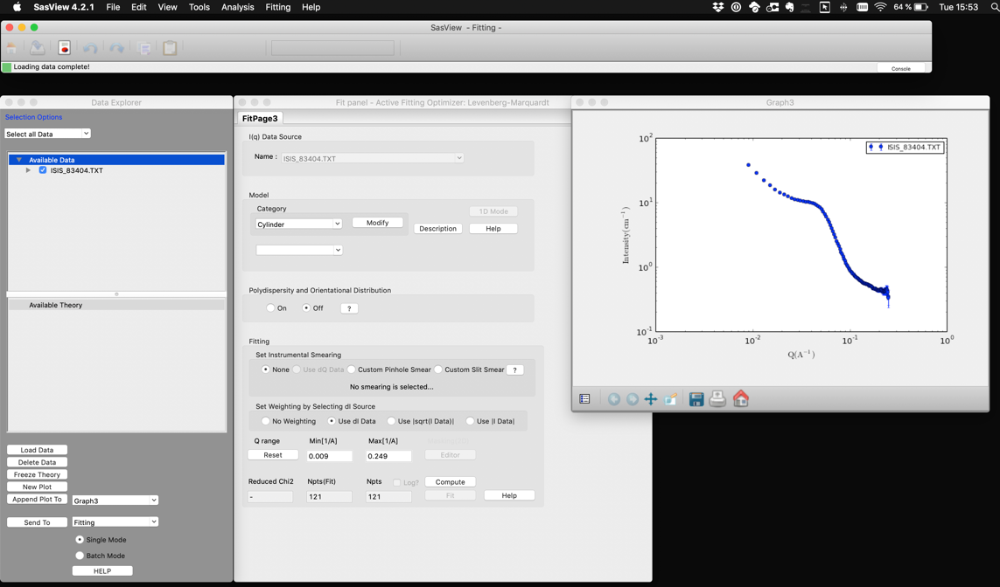 SasView 4.2.1 File Edit View Tools Analysis Fitting Help 64 % Tue 15:53
SasView - Fitting -
Loading data complete!
Console
Data Explorer
Selection Options
Select all Data
Available Data
ISIS_83404.TXT
Available Theory
Load Data
Delete Data
Freeze Theory
New Plot
Append Plot To Graph3
Send To Fitting
Single Mode
Batch Mode
HELP
Fit panel - Active Fitting Optimizer: Levenberg-Marquardt
FitPage3
I(q) Data Source
Name : ISIS_83404.TXT
Model
Category
Cylinder Modify
1D Mode
Description Help
Polydispersity and Orientational Distribution
On Off ?
Fitting
Set Instrumental Smearing
None Use dQ Data Custom Pinhole Smear Custom Slit Smear ?
No smearing is selected...
Set Weighting by Selecting dI Source
No Weighting Use dI Data Use |sqrt(I Data)| Use |I Data|
Q range Min[1/A] Max[1/A]
Reset 0.009 0.249 Editor
Reduced Chi2 Npts(Fit) Npts Log? Compute
- 121 121 Fit Help
Graph3
ISIS_83404.TXT
10²
10¹
10⁰
10⁻¹
Intensity(cm⁻¹)
10⁻³ 10⁻² 10⁻¹ 10⁰
Q(A⁻¹)